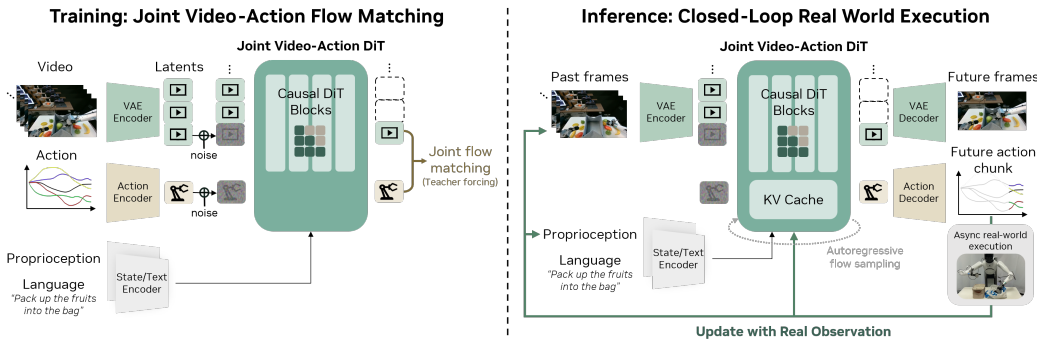 Training: Joint Video-Action Flow Matching
Joint Video-Action DiT
Video
Latents
VAE
Encoder
noise
Action
Action
Encoder
noise
Causal DiT
Blocks
Joint flow
matching
(Teacher forcing)
Proprioception
Language
"Pack up the fruits
into the bag"
State/Text
Encoder
Inference: Closed-Loop Real World Execution
Joint Video-Action DiT
Past frames
VAE
Encoder
Causal DiT
Blocks
KV Cache
VAE
Decoder
Future frames
Action
Decoder
Future action
chunk
Async real-world
execution
Proprioception
Language
"Pack up the fruits
into the bag"
State/Text
Encoder
Autoregressive
flow sampling
Update with Real Observation